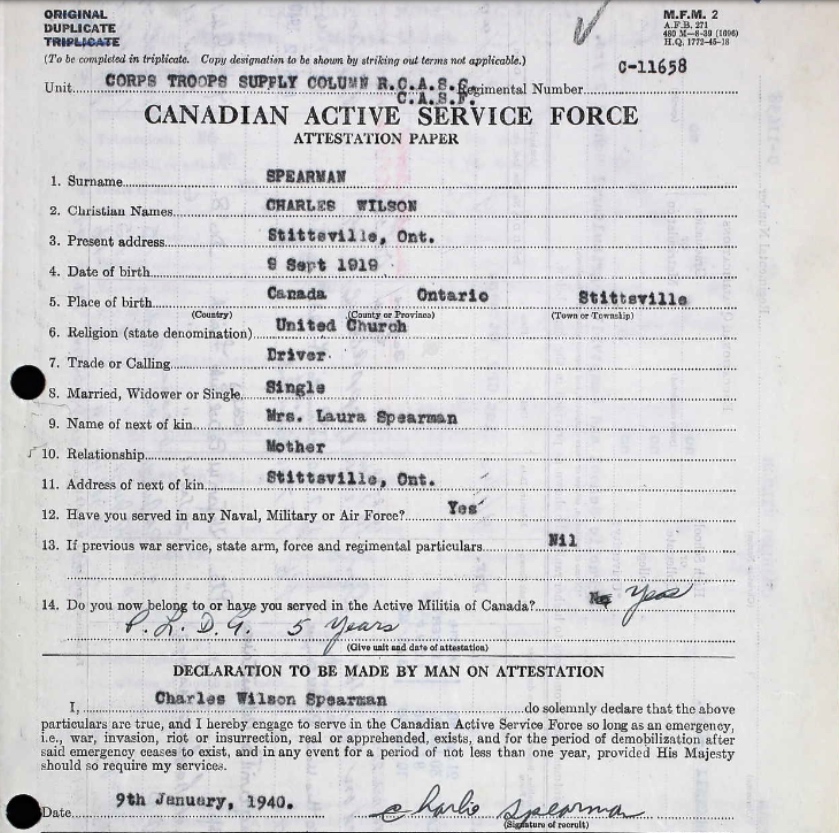 ORIGINAL
DUPLICATE
TRIPLICATE
M.F.M. 2
A.F.B. 271
480 M—8-39 (1096)
H.Q. 1772-45-18
(To be completed in triplicate. Copy designation to be shown by striking out terms not applicable.)
C-11658
Unit CORPS TROOPS SUPPLY COLUMN R.C.A.S.C. Regimental Number
C.A.S.F.
CANADIAN ACTIVE SERVICE FORCE
ATTESTATION PAPER
1. Surname SPEARMAN
2. Christian Names CHARLES WILSON
3. Present address Stittsville, Ont.
4. Date of birth 9 Sept 1919
5. Place of birth Canada Ontario Stittsville
(Country) (County or Province) (Town or Township)
6. Religion (state denomination) United Church
7. Trade or Calling Driver
8. Married, Widower or Single Single
9. Name of next of kin Mrs. Laura Spearman
10. Relationship Mother
11. Address of next of kin Stittsville, Ont.
12. Have you served in any Naval, Military or Air Force? Yes
13. If previous war service, state arm, force and regimental particulars Nil
14. Do you now belong to or have you served in the Active Militia of Canada? Yes
P.L.D.G. 5 Years
(Give unit and date of attestation)
DECLARATION TO BE MADE BY MAN ON ATTESTATION
I, Charles Wilson Spearman do solemnly declare that the above
particulars are true, and I hereby engage to serve in the Canadian Active Service Force so long as an emergency,
i.e., war, invasion, riot or insurrection, real or apprehended, exists, and for the period of demobilization after
said emergency ceases to exist, and in any event for a period of not less than one year, provided His Majesty
should so require my services.
Date 9th January, 1940. Charlie Spearman
(Signature of recruit)